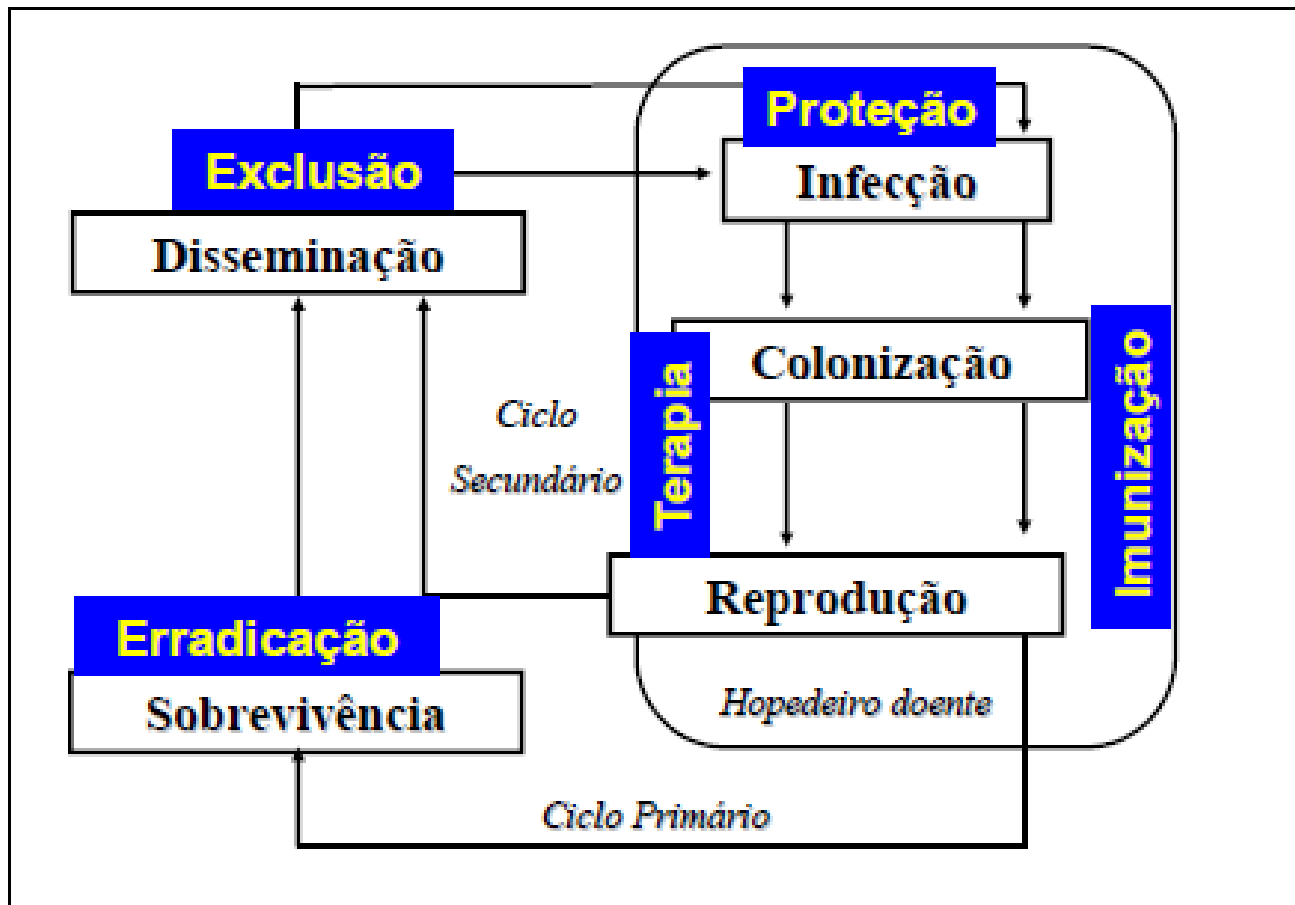 Proteção
Exclusão
Infecção
Disseminação
Colonização
Terapia
Imunização
Ciclo
Secundário
Reprodução
Erradicação
Sobrevivência
Hopedeiro doente
Ciclo Primário